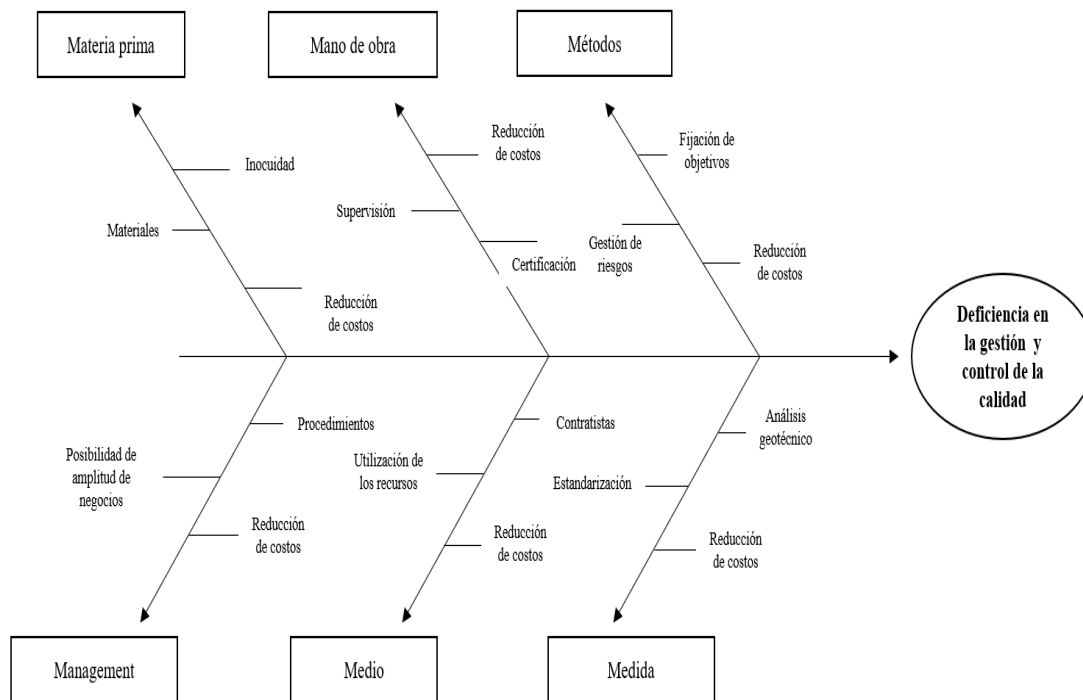 Materia prima
Mano de obra
Métodos
Reducción
de costos
Fijación de
objetivos
Inocuidad
Supervisión
Materiales
Certificación
Gestión de
riesgos
Reducción
de costos
Reducción
de costos
Deficiencia en
la gestión y
control de la
calidad
Procedimientos
Contratistas
Análisis
geotécnico
Posibilidad de
amplitud de
negocios
Utilización de
los recursos
Estandarización
Reducción
de costos
Reducción
de costos
Reducción
de costos
Management
Medio
Medida